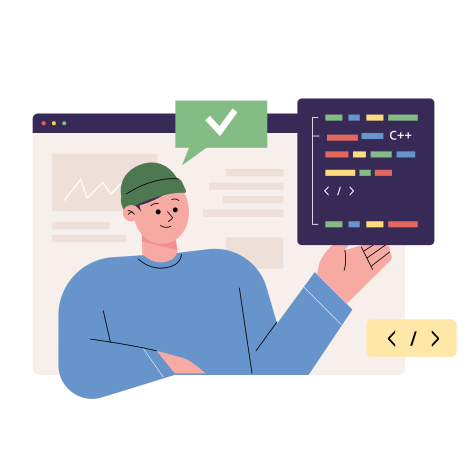 C++
< / >
< / >